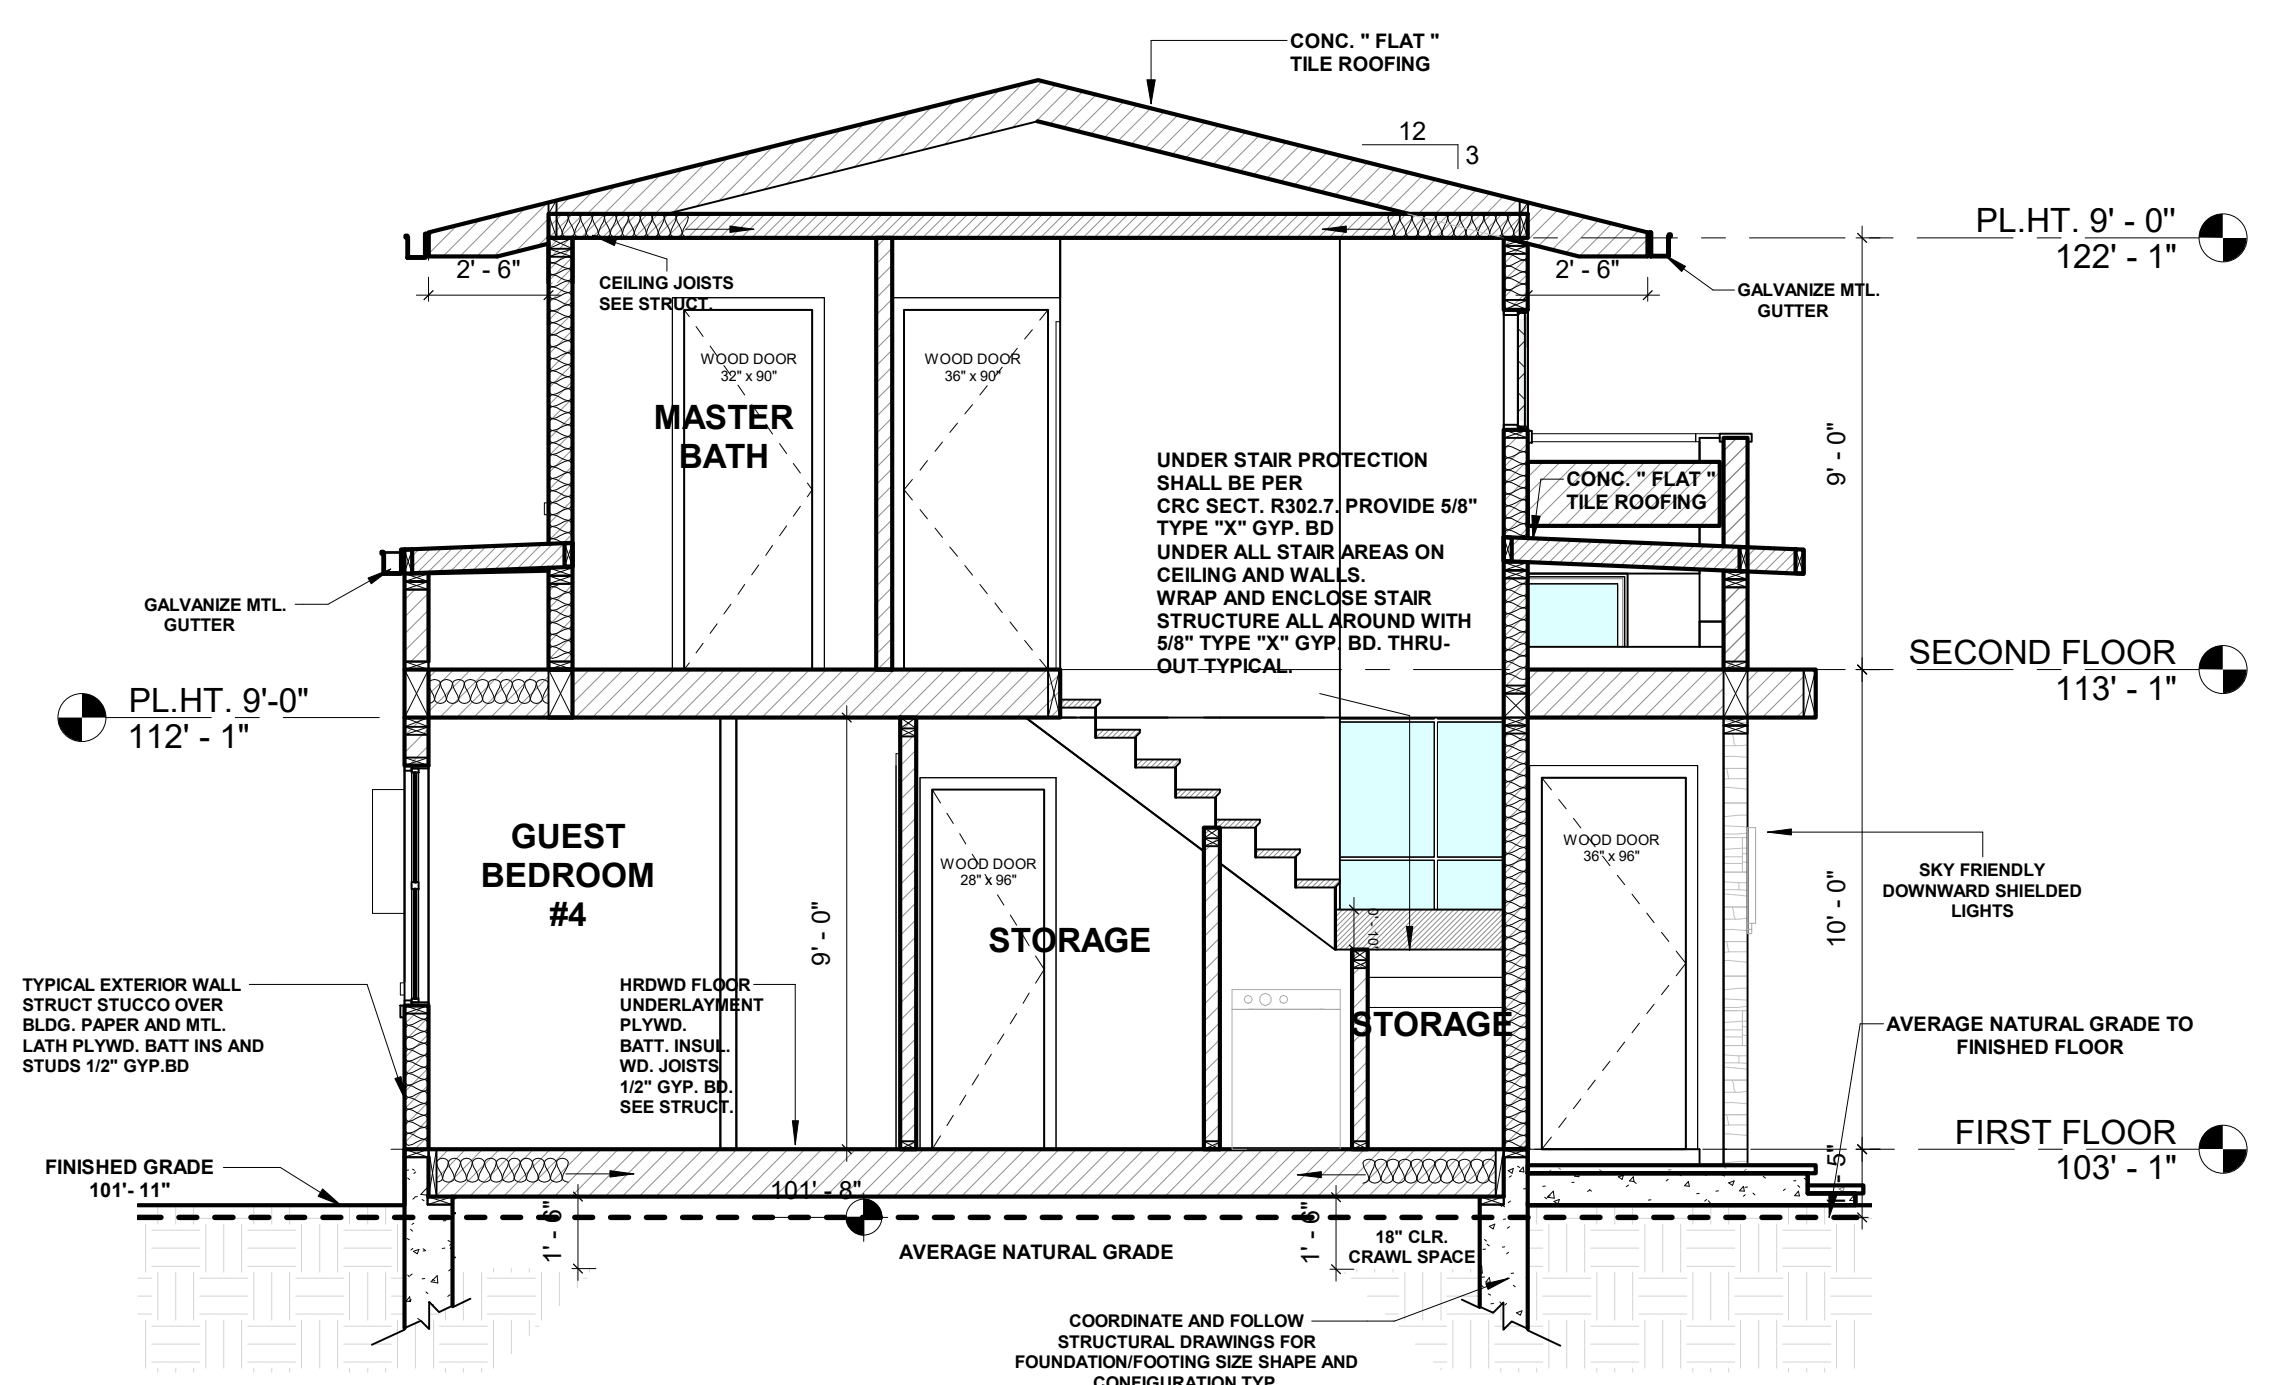 CONC. " FLAT "
TILE ROOFING
12
3
PL.HT. 9' - 0"
122' - 1"
2' - 6"
2' - 6"
CEILING JOISTS
SEE STRUCT.
GALVANIZE MTL.
GUTTER
WOOD DOOR
32" x 90"
WOOD DOOR
36" x 90"
MASTER
BATH
9' - 0"
UNDER STAIR PROTECTION
SHALL BE PER
CRC SECT. R302.7. PROVIDE 5/8"
TYPE "X" GYP. BD
UNDER ALL STAIR AREAS ON
CEILING AND WALLS.
WRAP AND ENCLOSE STAIR
STRUCTURE ALL AROUND WITH
5/8" TYPE "X" GYP. BD. THRU-
OUT TYPICAL.
CONC. " FLAT "
TILE ROOFING
GALVANIZE MTL.
GUTTER
SECOND FLOOR
113' - 1"
PL.HT. 9'-0"
112' - 1"
GUEST
BEDROOM
#4
WOOD DOOR
28" x 96"
WOOD DOOR
36" x 96"
SKY FRIENDLY
DOWNWARD SHIELDED
LIGHTS
9' - 0"
STORAGE
0' - 10"
10' - 0"
TYPICAL EXTERIOR WALL
STRUCT STUCCO OVER
BLDG. PAPER AND MTL.
LATH PLYWD. BATT INS AND
STUDS 1/2" GYP.BD
HRDWD FLOOR
UNDERLAYMENT
PLYWD.
BATT. INSUL.
WD. JOISTS
1/2" GYP. BD.
SEE STRUCT.
STORAGE
AVERAGE NATURAL GRADE TO
FINISHED FLOOR
FIRST FLOOR
103' - 1"
FINISHED GRADE
101'- 11"
101' - 8"
1' - 6"
1' - 6"
AVERAGE NATURAL GRADE
18" CLR.
CRAWL SPACE
COORDINATE AND FOLLOW
STRUCTURAL DRAWINGS FOR
FOUNDATION/FOOTING SIZE SHAPE AND
CONFIGURATION TYP